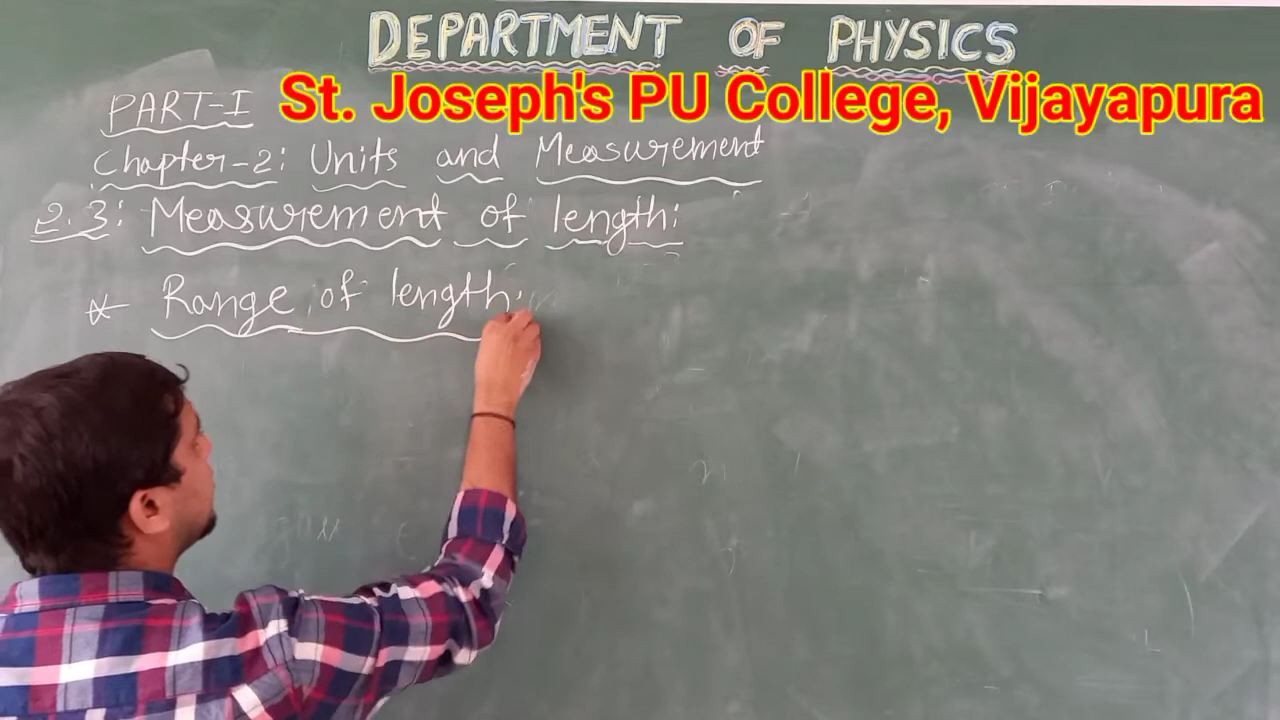 DEPARTMENT OF PHYSICS
St. Joseph's PU College, Vijayapura
PART-I
Chapter-2: Units and Measurement
2.3: Measurement of length:
* Range of length: